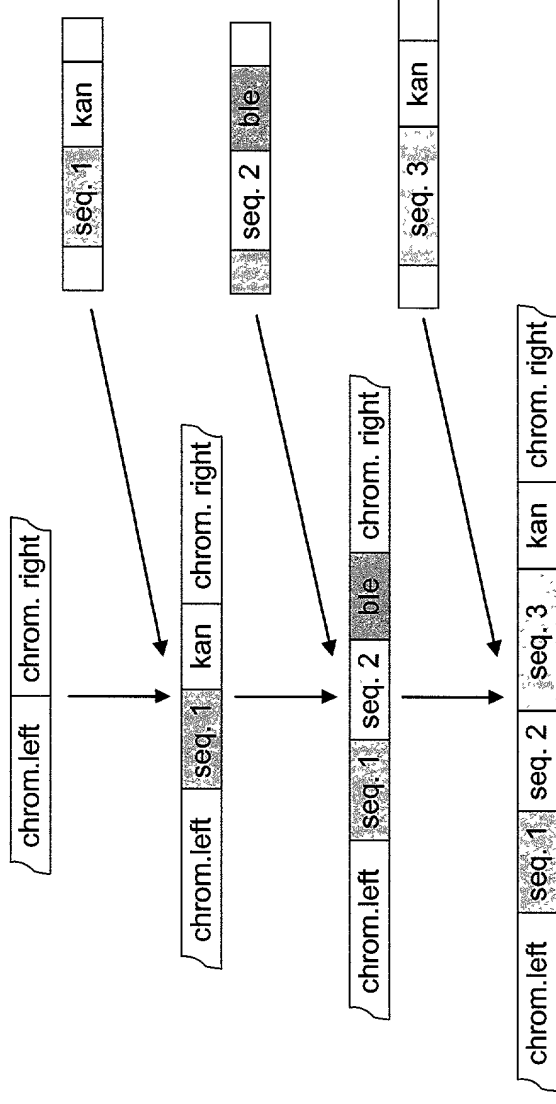 chrom.left chrom. right
seq. 1 kan
chrom.left seq. 1 kan chrom. right
seq. 2 ble
chrom.left seq. 1 seq. 2 ble chrom. right
seq. 3 kan
chrom.left seq. 1 seq. 2 seq. 3 kan chrom. right